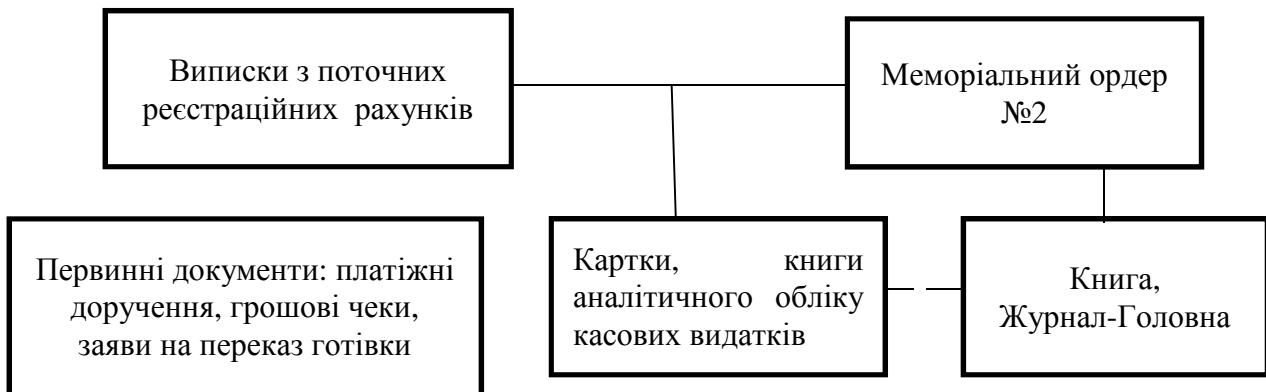 Виписки з поточних
реєстраційних рахунків
Меморіальний ордер
№2
Первинні документи: платіжні
доручення, грошові чеки,
заяви на переказ готівки
Картки, книги
аналітичного обліку
касових видатків
Книга,
Журнал-Головна